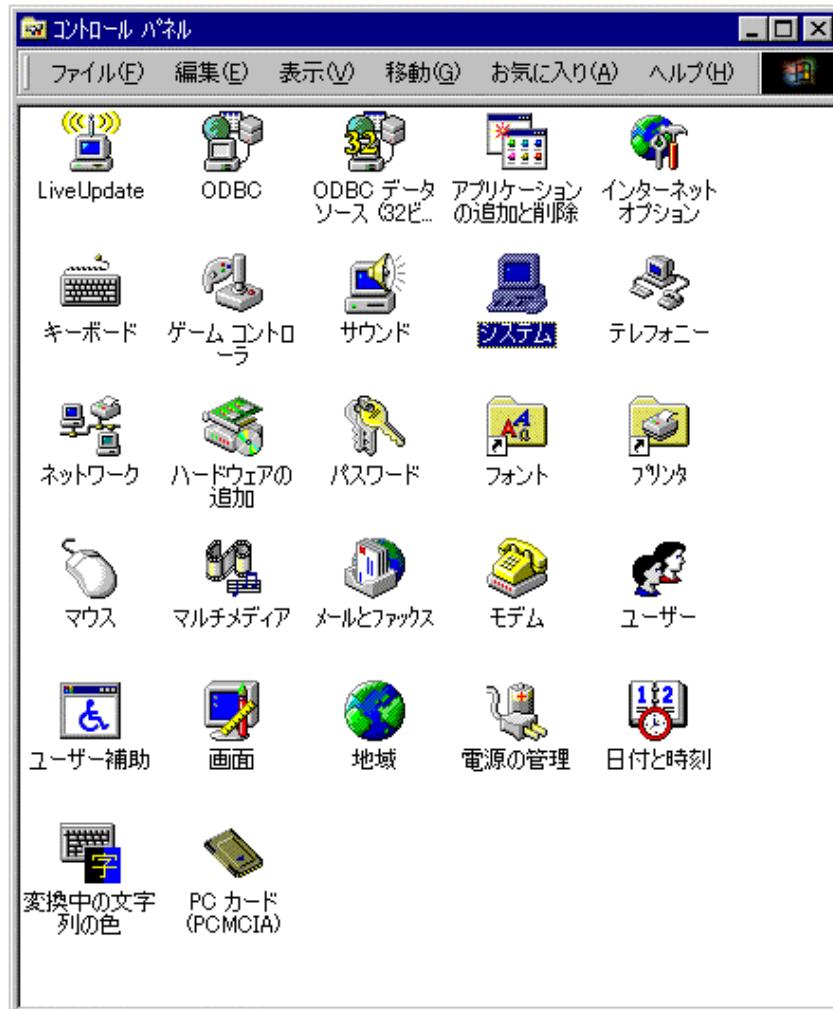 コントロール パネル
ファイル(F) 編集(E) 表示(V) 移動(G) お気に入り(A) ヘルプ(H)
LiveUpdate
ODBC
32
ODBC データ
ソース (32ビ...
アプリケーション
の追加と削除
インターネット
オプション
キーボード
ゲーム コントロ
ーラ
サウンド
システム
テレフォニー
ネットワーク
ハードウェアの
追加
パスワード
フォント
プリンタ
マウス
マルチメディア
メールとファックス
モデム
ユーザー
ユーザー補助
画面
地域
電源の管理
12
日付と時刻
字
変換中の文字
列の色
PC カード
(PCMCIA)